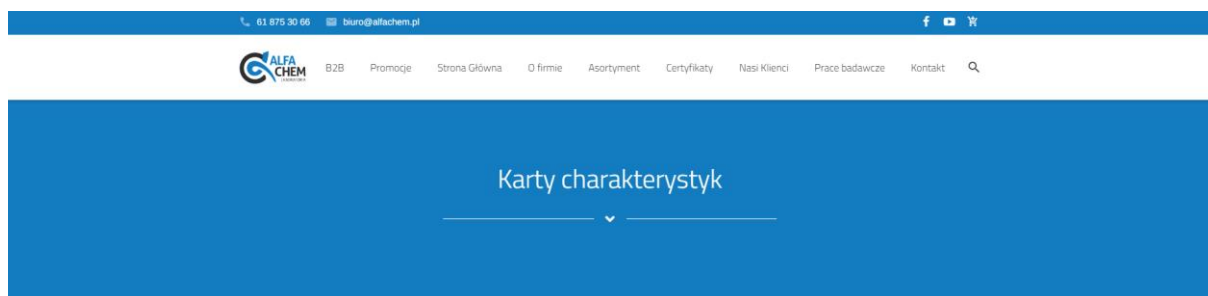 61 875 30 66 biuro@alfachem.pl
ALFA
CHEM
B2B Promocje Strona Główna O firmie Asortyment Certyfikaty Nasi Klienci Prace badawcze Kontakt
Karty charakterystyk